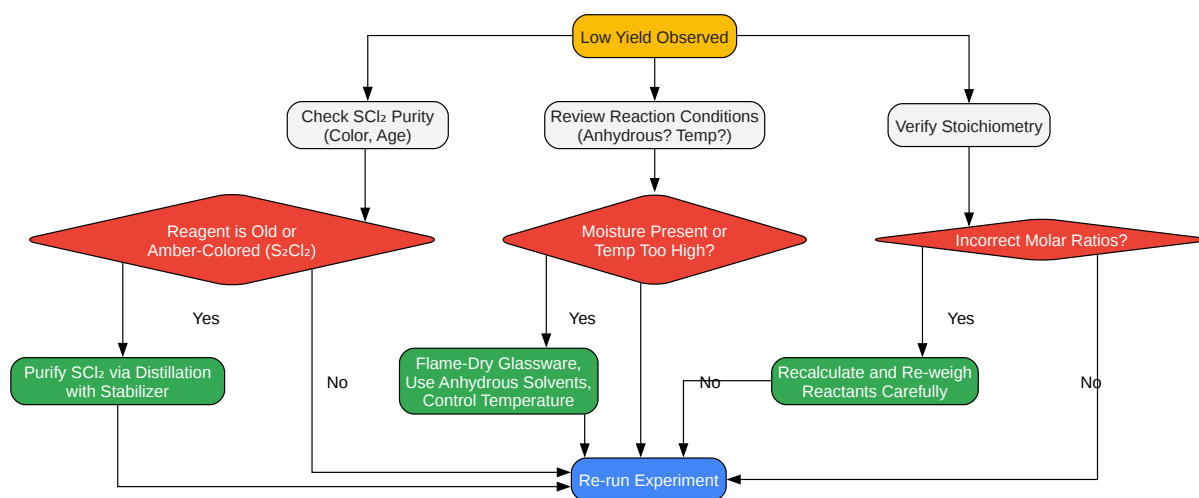 Low Yield Observed
Check SCl₂ Purity
(Color, Age)
Review Reaction Conditions
(Anhydrous? Temp?)
Verify Stoichiometry
Reagent is Old or
Amber-Colored (S₂Cl₂)
Moisture Present or
Temp Too High?
Incorrect Molar Ratios?
Yes
Yes
Yes
Purify SCl₂ via Distillation
with Stabilizer
No
Flame-Dry Glassware,
Use Anhydrous Solvents,
Control Temperature
No
Recalculate and Re-weigh
Reactants Carefully
No
Re-run Experiment